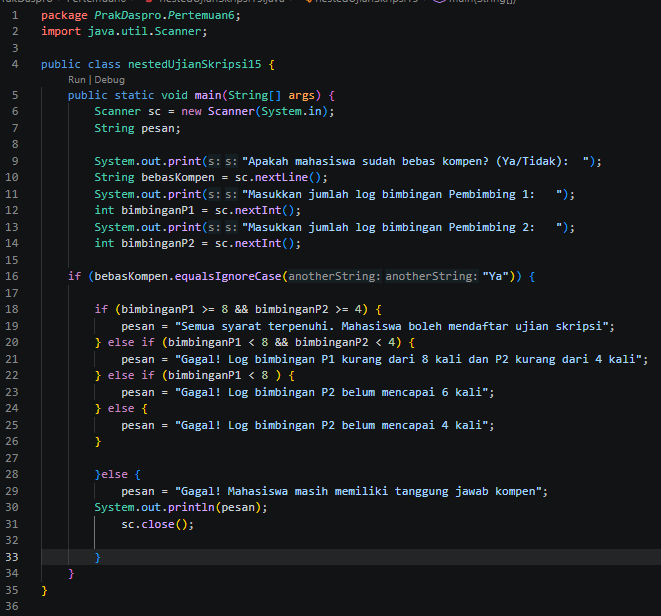 1 package PrakDaspro.Pertemuan6;
2 import java.util.Scanner;
3
4 public class nestedUjianSkripsi15 {
Run | Debug
5     public static void main(String[] args) {
6         Scanner sc = new Scanner(System.in);
7         String pesan;
8
9         System.out.print(s: s: "Apakah mahasiswa sudah bebas kompen? (Ya/Tidak):  ");
10         String bebasKompen = sc.nextLine();
11         System.out.print(s: s: "Masukkan jumlah log bimbingan Pembimbing 1:   ");
12         int bimbinganP1 = sc.nextInt();
13         System.out.print(s: s: "Masukkan jumlah log bimbingan Pembimbing 2:   ");
14         int bimbinganP2 = sc.nextInt();
15
16     if (bebasKompen.equalsIgnoreCase(anotherString: anotherString: "Ya")) {
17
18         if (bimbinganP1 >= 8 && bimbinganP2 >= 4) {
19             pesan = "Semua syarat terpenuhi. Mahasiswa boleh mendaftar ujian skripsi";
20         } else if (bimbinganP1 < 8 && bimbinganP2 < 4) {
21             pesan = "Gagal! Log bimbingan P1 kurang dari 8 kali dan P2 kurang dari 4 kali";
22         } else if (bimbinganP1 < 8 ) {
23             pesan = "Gagal! Log bimbingan P2 belum mencapai 6 kali";
24         } else {
25             pesan = "Gagal! Log bimbingan P2 belum mencapai 4 kali";
26         }
27
28         }else {
29             pesan = "Gagal! Mahasiswa masih memiliki tanggung jawab kompen";
30         System.out.println(pesan);
31             sc.close();
32
33         }
34     }
35 }
36